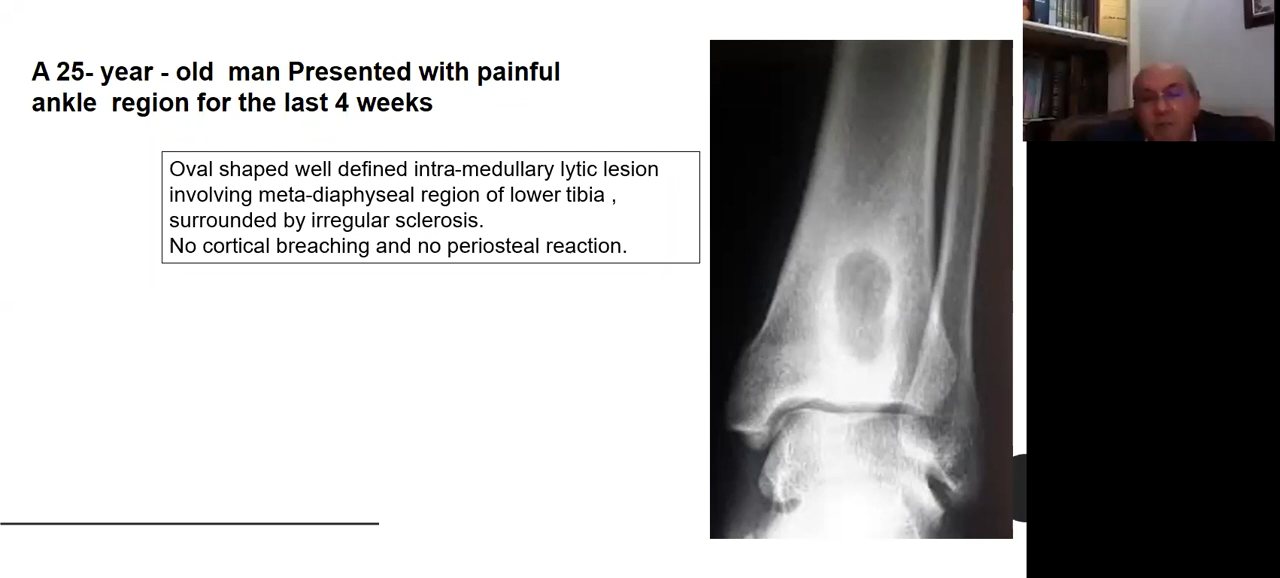 A 25- year - old  man Presented with painful
ankle  region for the last 4 weeks
Oval shaped well defined intra-medullary lytic lesion
involving meta-diaphyseal region of lower tibia ,
surrounded by irregular sclerosis.
No cortical breaching and no periosteal reaction.